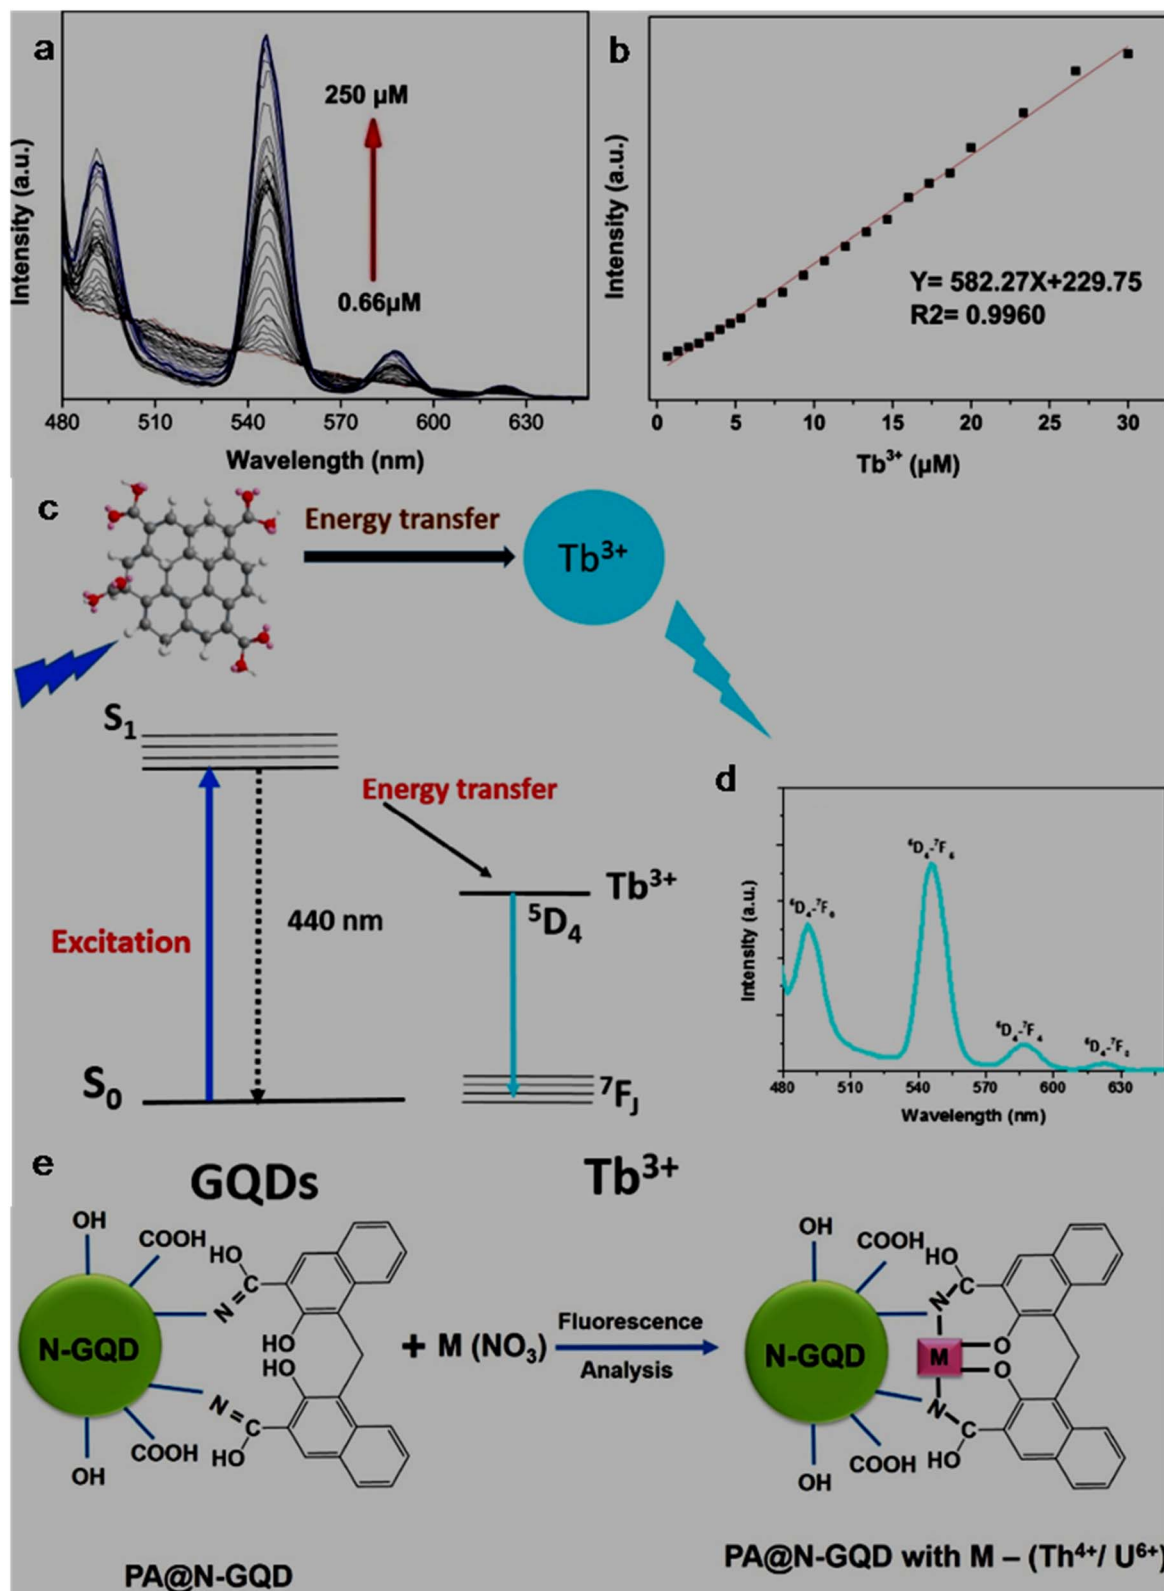 a
250 µM
0.66µM
Intensity (a.u.)
480 510 540 570 600 630
Wavelength (nm)
b
Intensity (a.u.)
Y= 582.27X+229.75
R2= 0.9960
0 5 10 15 20 25 30
Tb³⁺ (µM)
c
Energy transfer
Tb³⁺
S₁
Energy transfer
Excitation
440 nm
Tb³⁺
⁵D₄
S₀
⁷F_J
GQDs
Tb³⁺
d
Intensity (a.u.)
480 510 540 570 600 630
Wavelength (nm)
e
OH
COOH
HO
C
N
HO
N-GQD
HO
N
C
HO
COOH
OH
PA@N-GQD
+ M (NO₃)
Fluorescence
Analysis
OH
COOH
HO
C
N
O
N-GQD
M
O
N
C
HO
COOH
OH
PA@N-GQD with M – (Th⁴⁺/ U⁶⁺)